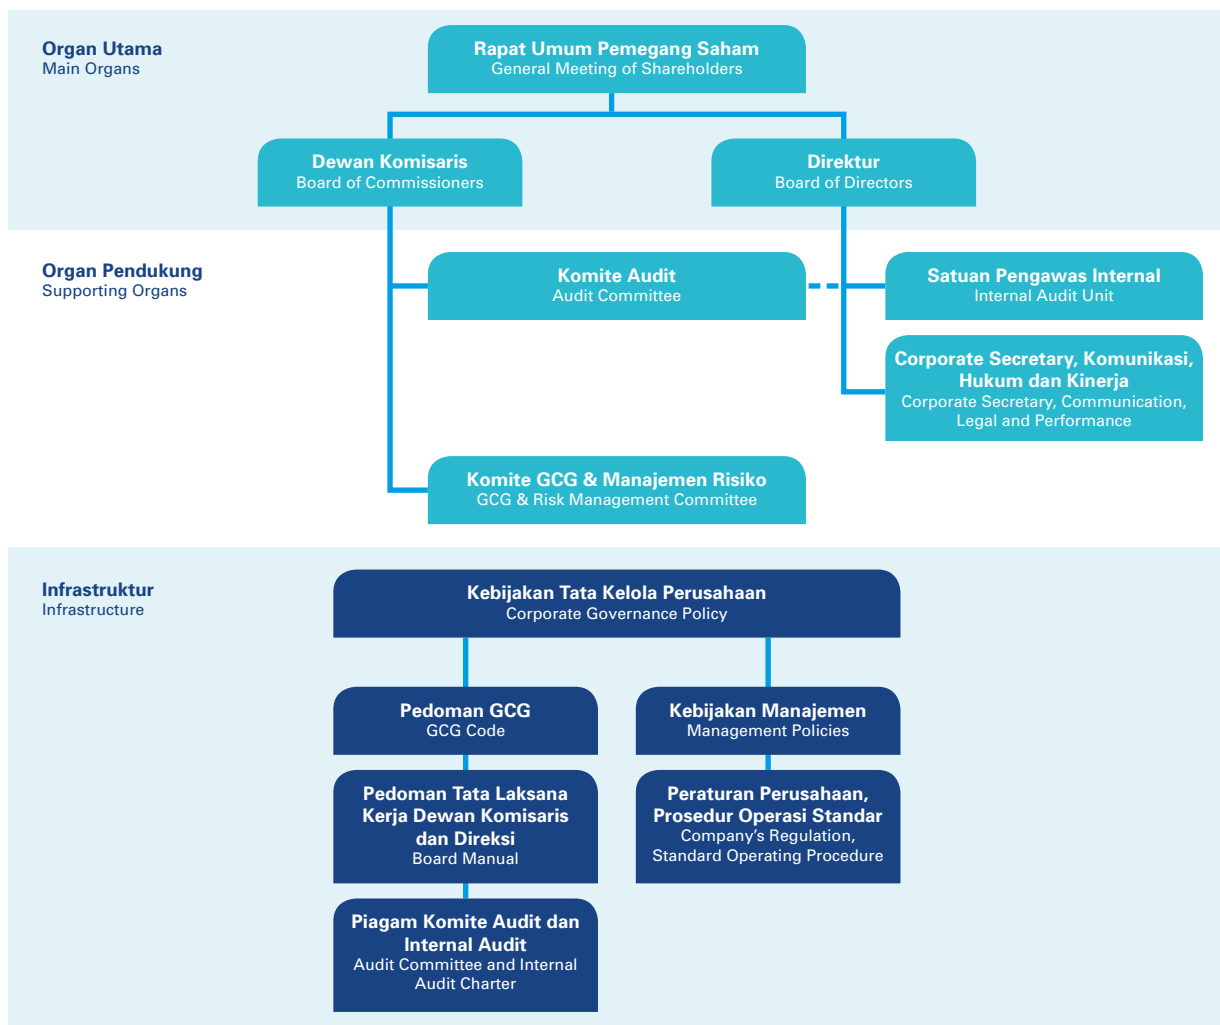 Organ Utama
Main Organs
Rapat Umum Pemegang Saham
General Meeting of Shareholders
Dewan Komisaris
Board of Commissioners
Direktur
Board of Directors
Organ Pendukung
Supporting Organs
Komite Audit
Audit Committee
Satuan Pengawas Internal
Internal Audit Unit
Corporate Secretary, Komunikasi,
Hukum dan Kinerja
Corporate Secretary, Communication,
Legal and Performance
Komite GCG & Manajemen Risiko
GCG & Risk Management Committee
Infrastruktur
Infrastructure
Kebijakan Tata Kelola Perusahaan
Corporate Governance Policy
Pedoman GCG
GCG Code
Kebijakan Manajemen
Management Policies
Pedoman Tata Laksana
Kerja Dewan Komisaris
dan Direksi
Board Manual
Peraturan Perusahaan,
Prosedur Operasi Standar
Company's Regulation,
Standard Operating Procedure
Piagam Komite Audit dan
Internal Audit
Audit Committee and Internal
Audit Charter